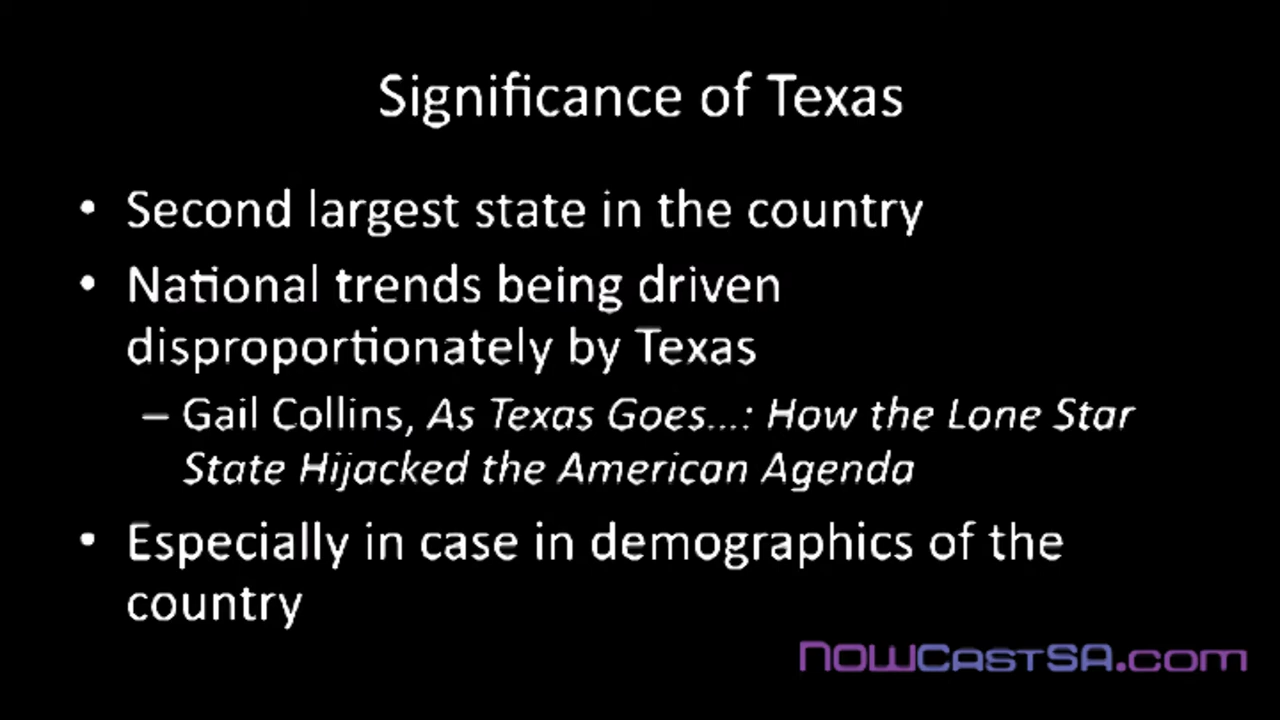 Significance of Texas
• Second largest state in the country
• National trends being driven
disproportionately by Texas
– Gail Collins, As Texas Goes...: How the Lone Star
State Hijacked the American Agenda
• Especially in case in demographics of the
country
NOWCASTSA.COM